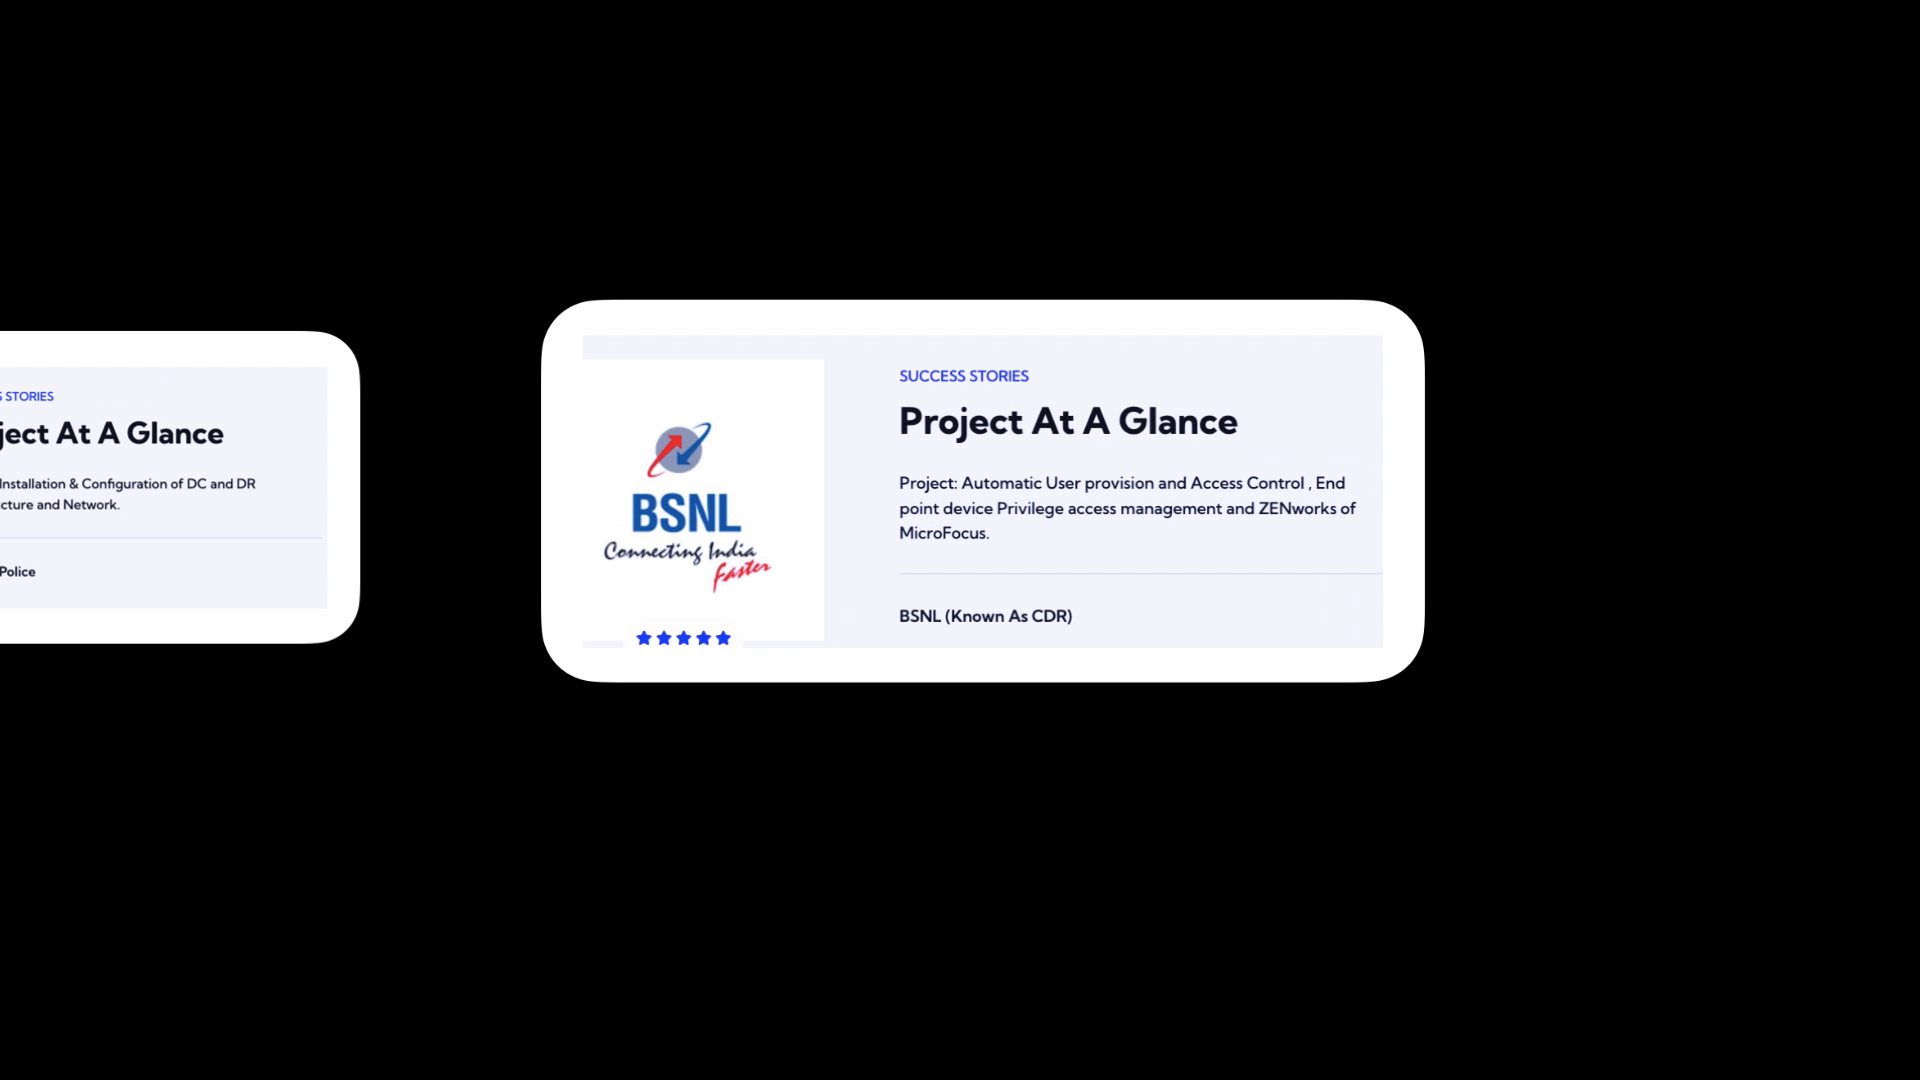 STORIES
ject At A Glance
Installation & Configuration of DC and DR
cture and Network.
Police
BSNL
Connecting India
Faster
SUCCESS STORIES
Project At A Glance
Project: Automatic User provision and Access Control , End
point device Privilege access management and ZENworks of
MicroFocus.
BSNL (Known As CDR)